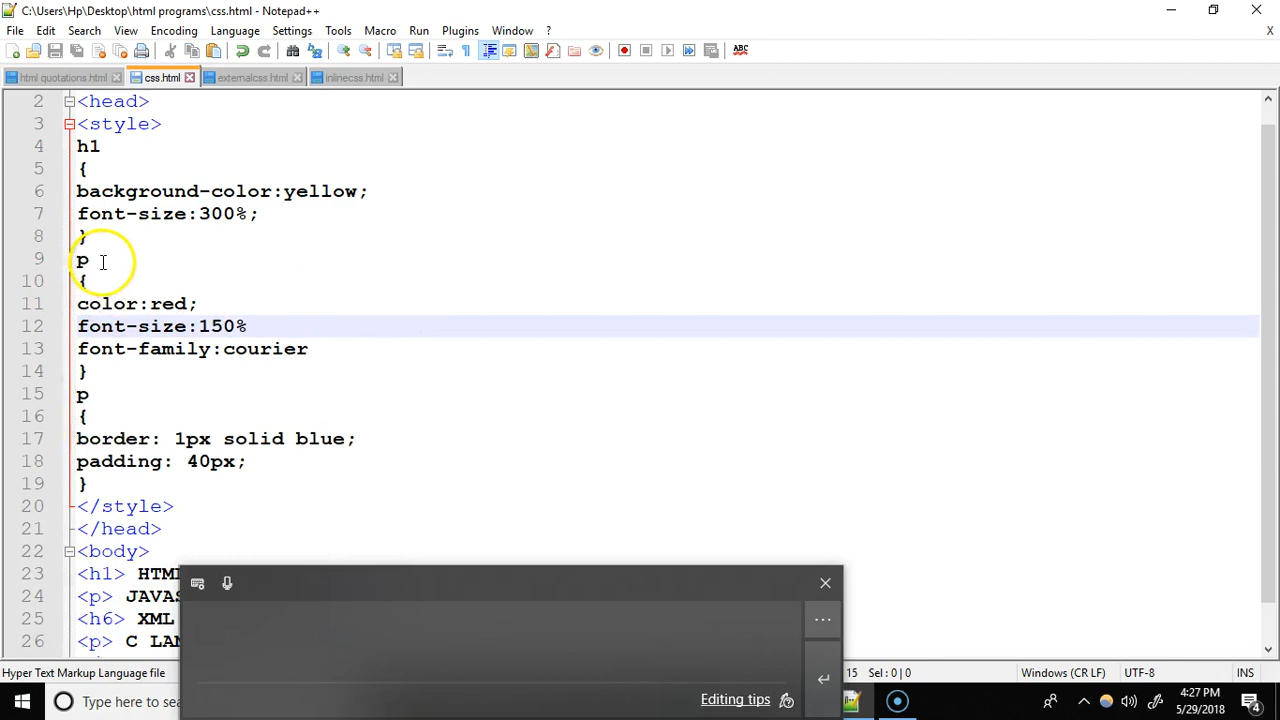 C:\Users\Hp\Desktop\html programs\css.html - Notepad++
File Edit Search View Encoding Language Settings Tools Macro Run Plugins Window ? X
html quotations.html css.html externalcss.html inlinecss.html
2 <head>
3 <style>
4 h1
5 {
6 background-color:yellow;
7 font-size:300%;
8 }
9 p
10 {
11 color:red;
12 font-size:150%
13 font-family:courier
14 }
15 p
16 {
17 border: 1px solid blue;
18 padding: 40px;
19 }
20 </style>
21 </head>
22 <body>
23 <h1> HTML
24 <p> JAVAS
25 <h6> XML
26 <p> C LAN
Editing tips
Hyper Text Markup Language file 15 Sel : 0 | 0 Windows (CR LF) UTF-8 INS
Type here to sea
4:27 PM
5/29/2018
4